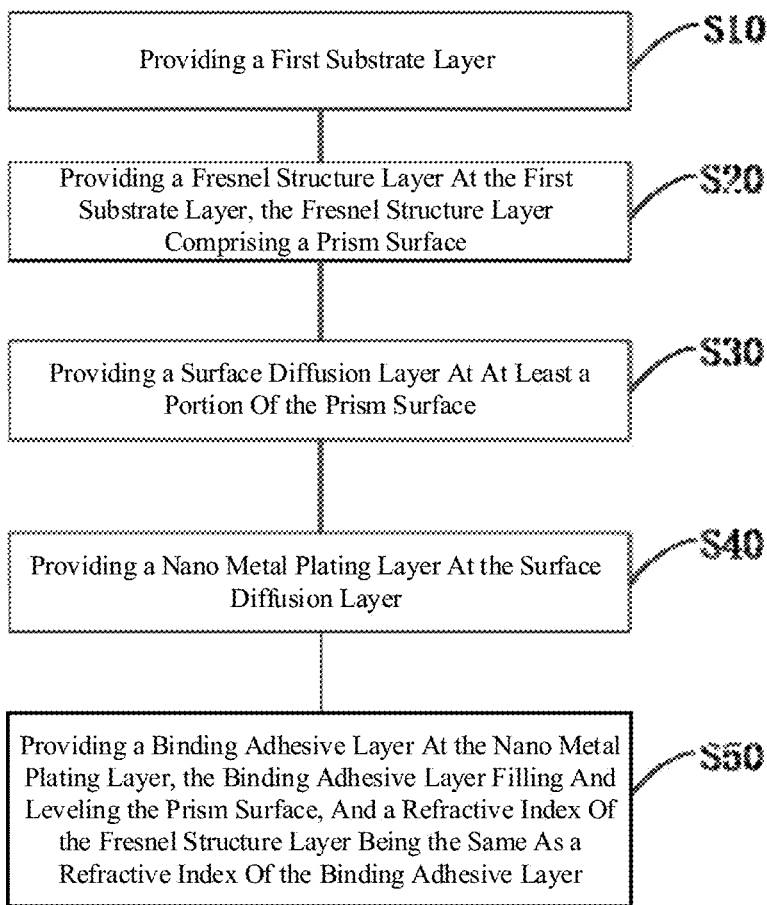 Providing a First Substrate Layer
S10
Providing a Fresnel Structure Layer At the First
Substrate Layer, the Fresnel Structure Layer
Comprising a Prism Surface
S20
Providing a Surface Diffusion Layer At At Least a
Portion Of the Prism Surface
S30
Providing a Nano Metal Plating Layer At the Surface
Diffusion Layer
S40
Providing a Binding Adhesive Layer At the Nano Metal
Plating Layer, the Binding Adhesive Layer Filling And
Leveling the Prism Surface, And a Refractive Index Of
the Fresnel Structure Layer Being the Same As a
Refractive Index Of the Binding Adhesive Layer
S50